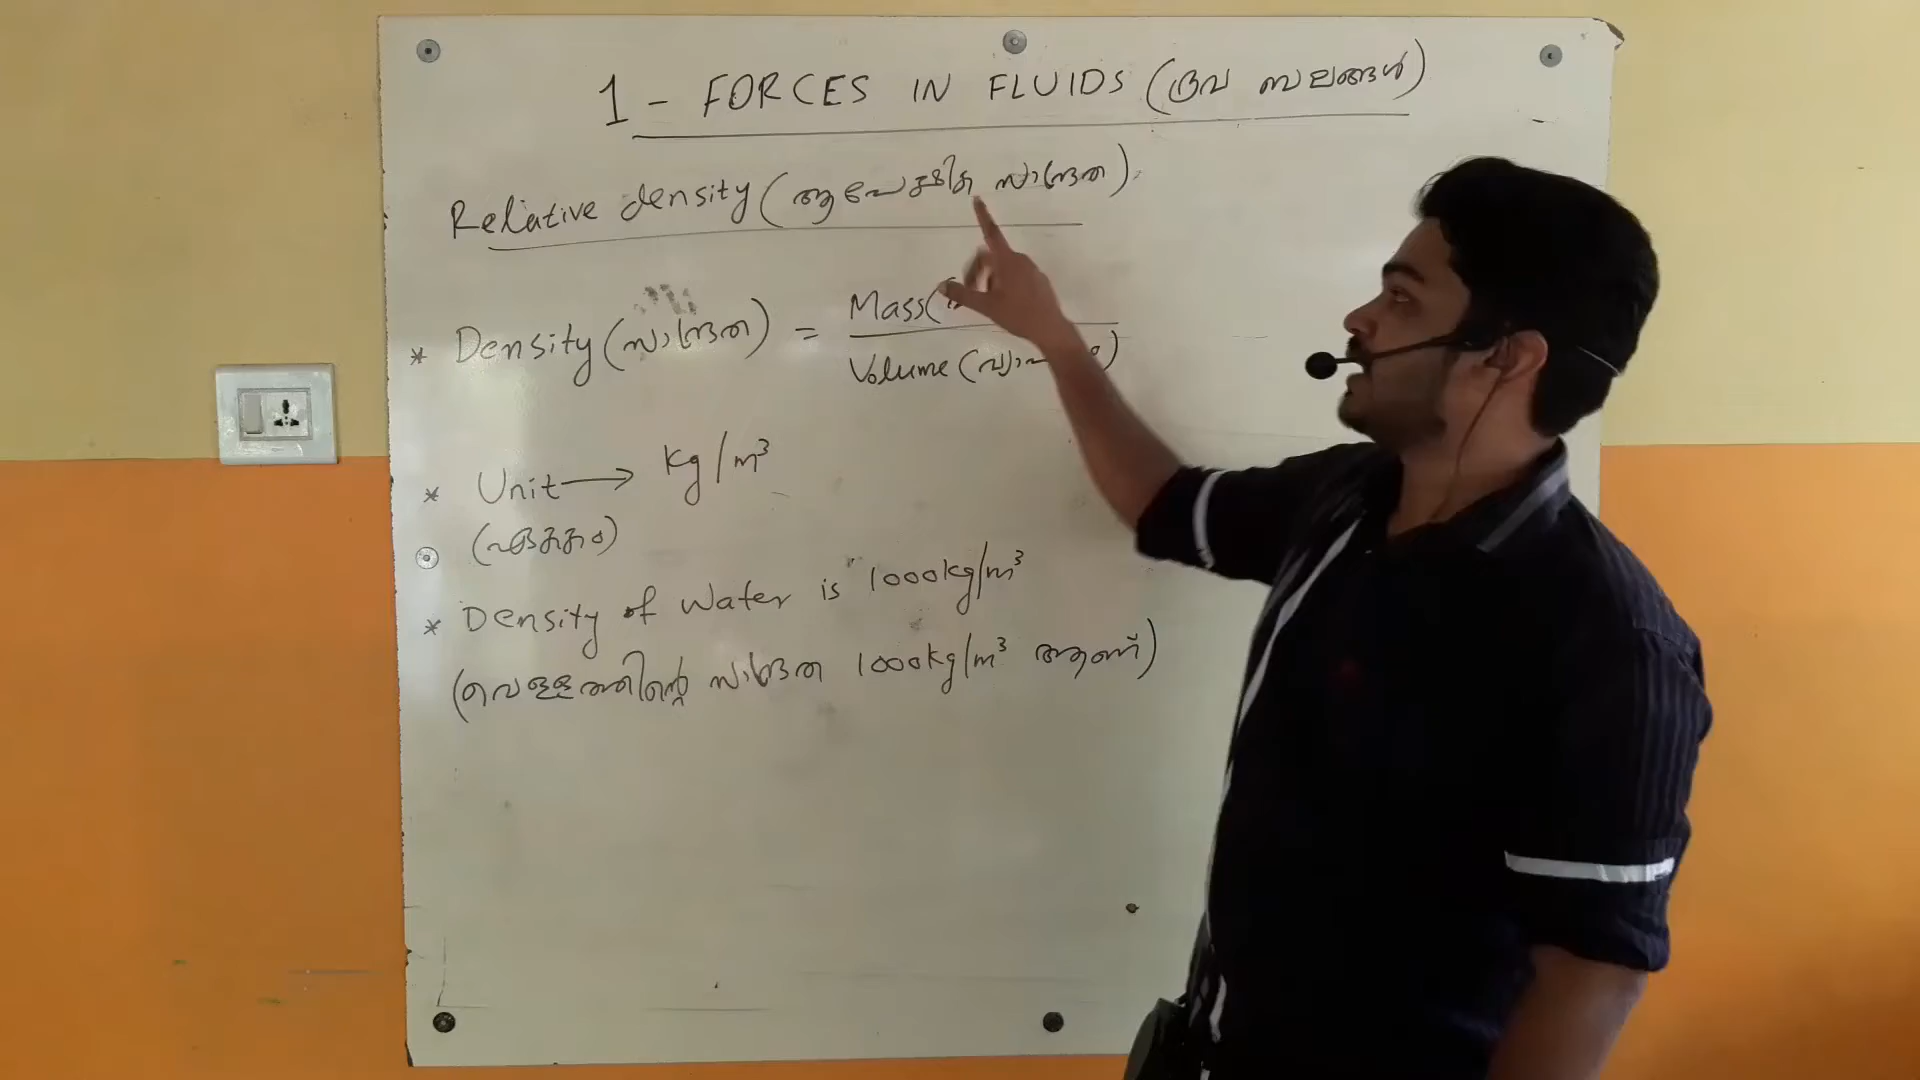 1 - FORCES IN FLUIDS (ദ്രവ ബലങ്ങൾ)
Relative density (ആപേക്ഷിക സാന്ദ്രത).
* Density (സാന്ദ്രത) = Mass(
Volume (
* Unit → kg/m³
(ഏകകം)
* Density of Water is 1000kg/m³
(വെള്ളത്തിന്റെ സാന്ദ്രത 1000kg/m³ ആണ്)